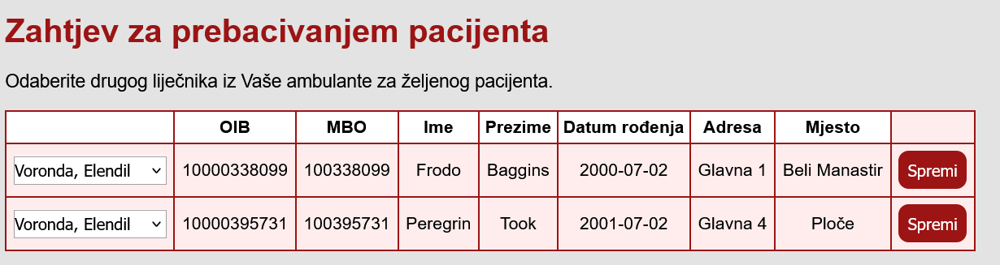 Zahtjev za prebacivanjem pacijenta
Odaberite drugog liječnika iz Vaše ambulante za željenog pacijenta.
OIB MBO Ime Prezime Datum rođenja Adresa Mjesto
Voronda, Elendil 10000338099 100338099 Frodo Baggins 2000-07-02 Glavna 1 Beli Manastir Spremi
Voronda, Elendil 10000395731 100395731 Peregrin Took 2001-07-02 Glavna 4 Ploče Spremi